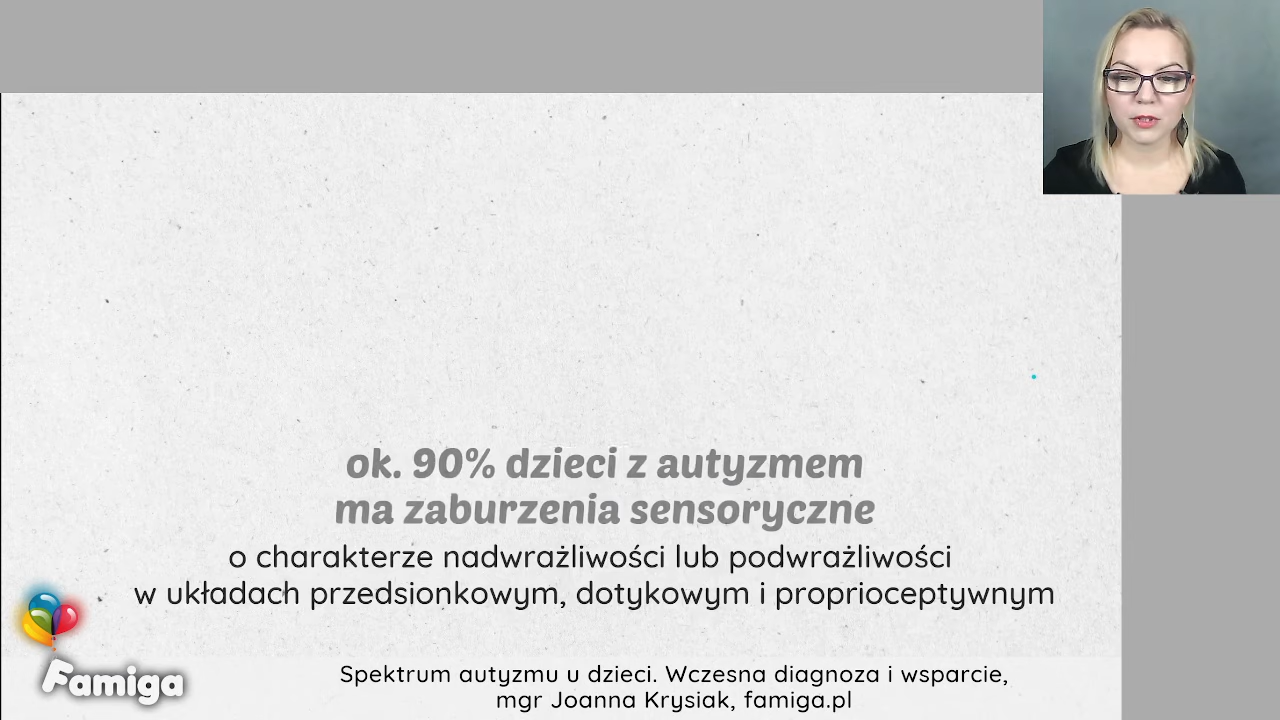 ok. 90% dzieci z autyzmem
ma zaburzenia sensoryczne
o charakterze nadwrażliwości lub podwrażliwości
w układach przedsionkowym, dotykowym i proprioceptywnym
Famiga
Spektrum autyzmu u dzieci. Wczesna diagnoza i wsparcie,
mgr Joanna Krysiak, famiga.pl